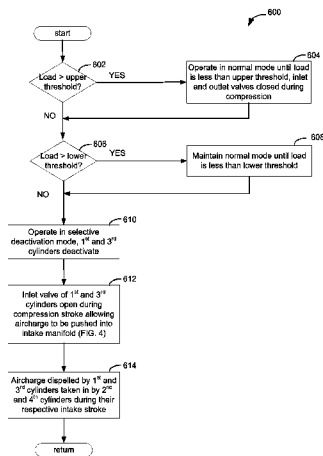 600
start
602
Load > upper
threshold?
YES
604
Operate in normal mode until load
is less than upper threshold, inlet
and outlet valves closed during
compression
NO
606
Load > lower
threshold?
YES
608
Maintain normal mode until load
is less than lower threshold
NO
610
Operate in selective
deactivation mode, 1st and 3rd
cylinders deactivate
612
Inlet valve of 1st and 3rd
cylinders open during
compression stroke allowing
aircharge to be pushed into
intake manifold (FIG. 4)
614
Aircharge dispelled by 1st and
3rd cylinders taken in by 2nd
and 4th cylinders during their
respective intake stroke
return